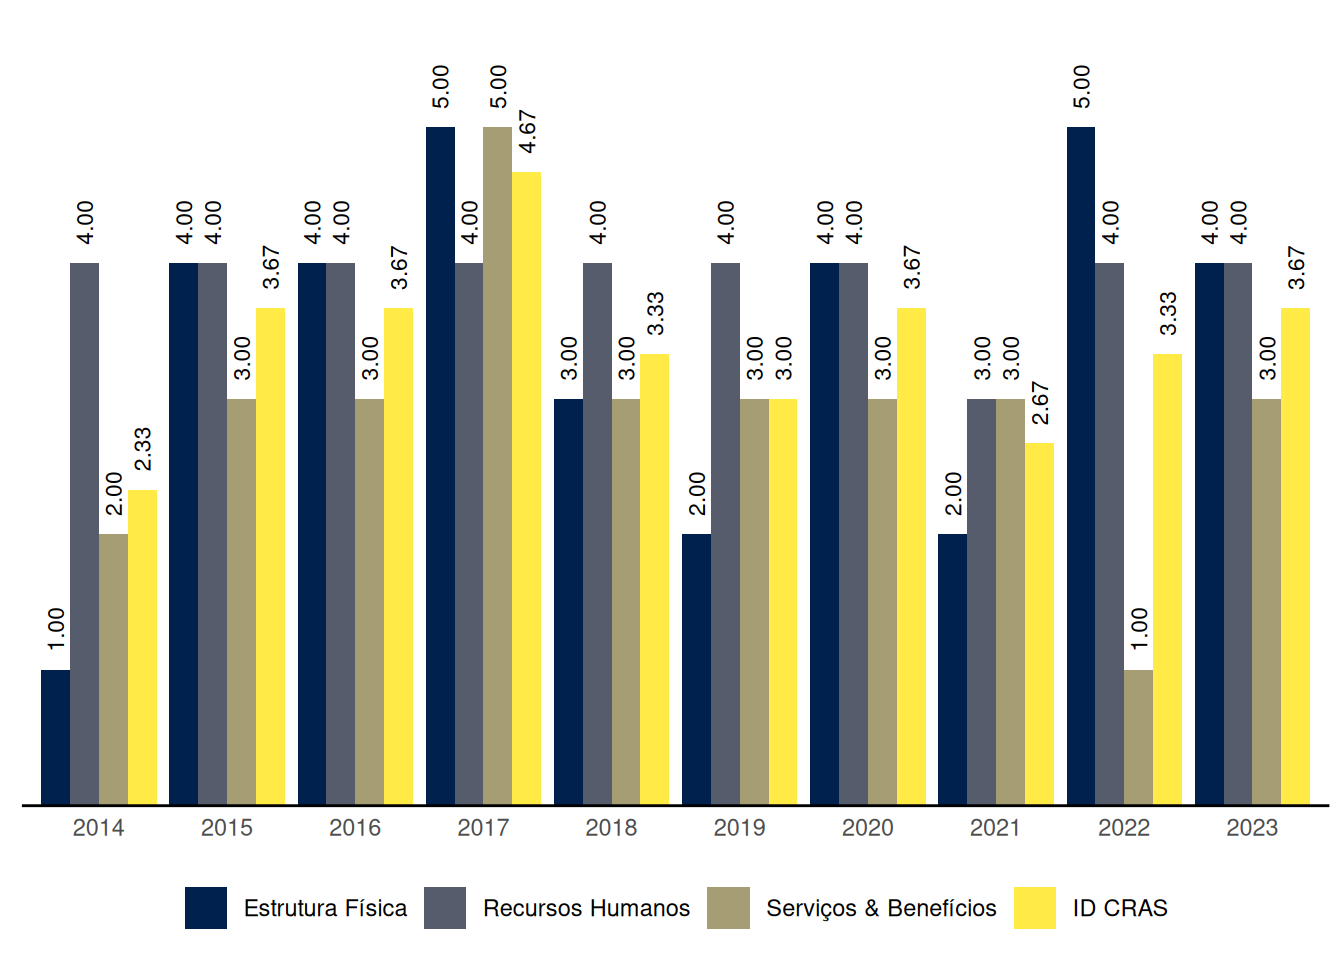 5.00 5.00 5.00
4.67
4.00 4.00 4.00 4.00 4.00 4.00 4.00 4.00 4.00 4.00 4.00 4.00 4.00
3.67 3.67 3.67 3.67
3.33 3.33
3.00 3.00 3.00 3.00 3.00 3.00 3.00 3.00 3.00 3.00
2.67
2.33
2.00 2.00 2.00
1.00 1.00
2014 2015 2016 2017 2018 2019 2020 2021 2022 2023
Estrutura Física Recursos Humanos Serviços & Benefícios ID CRAS